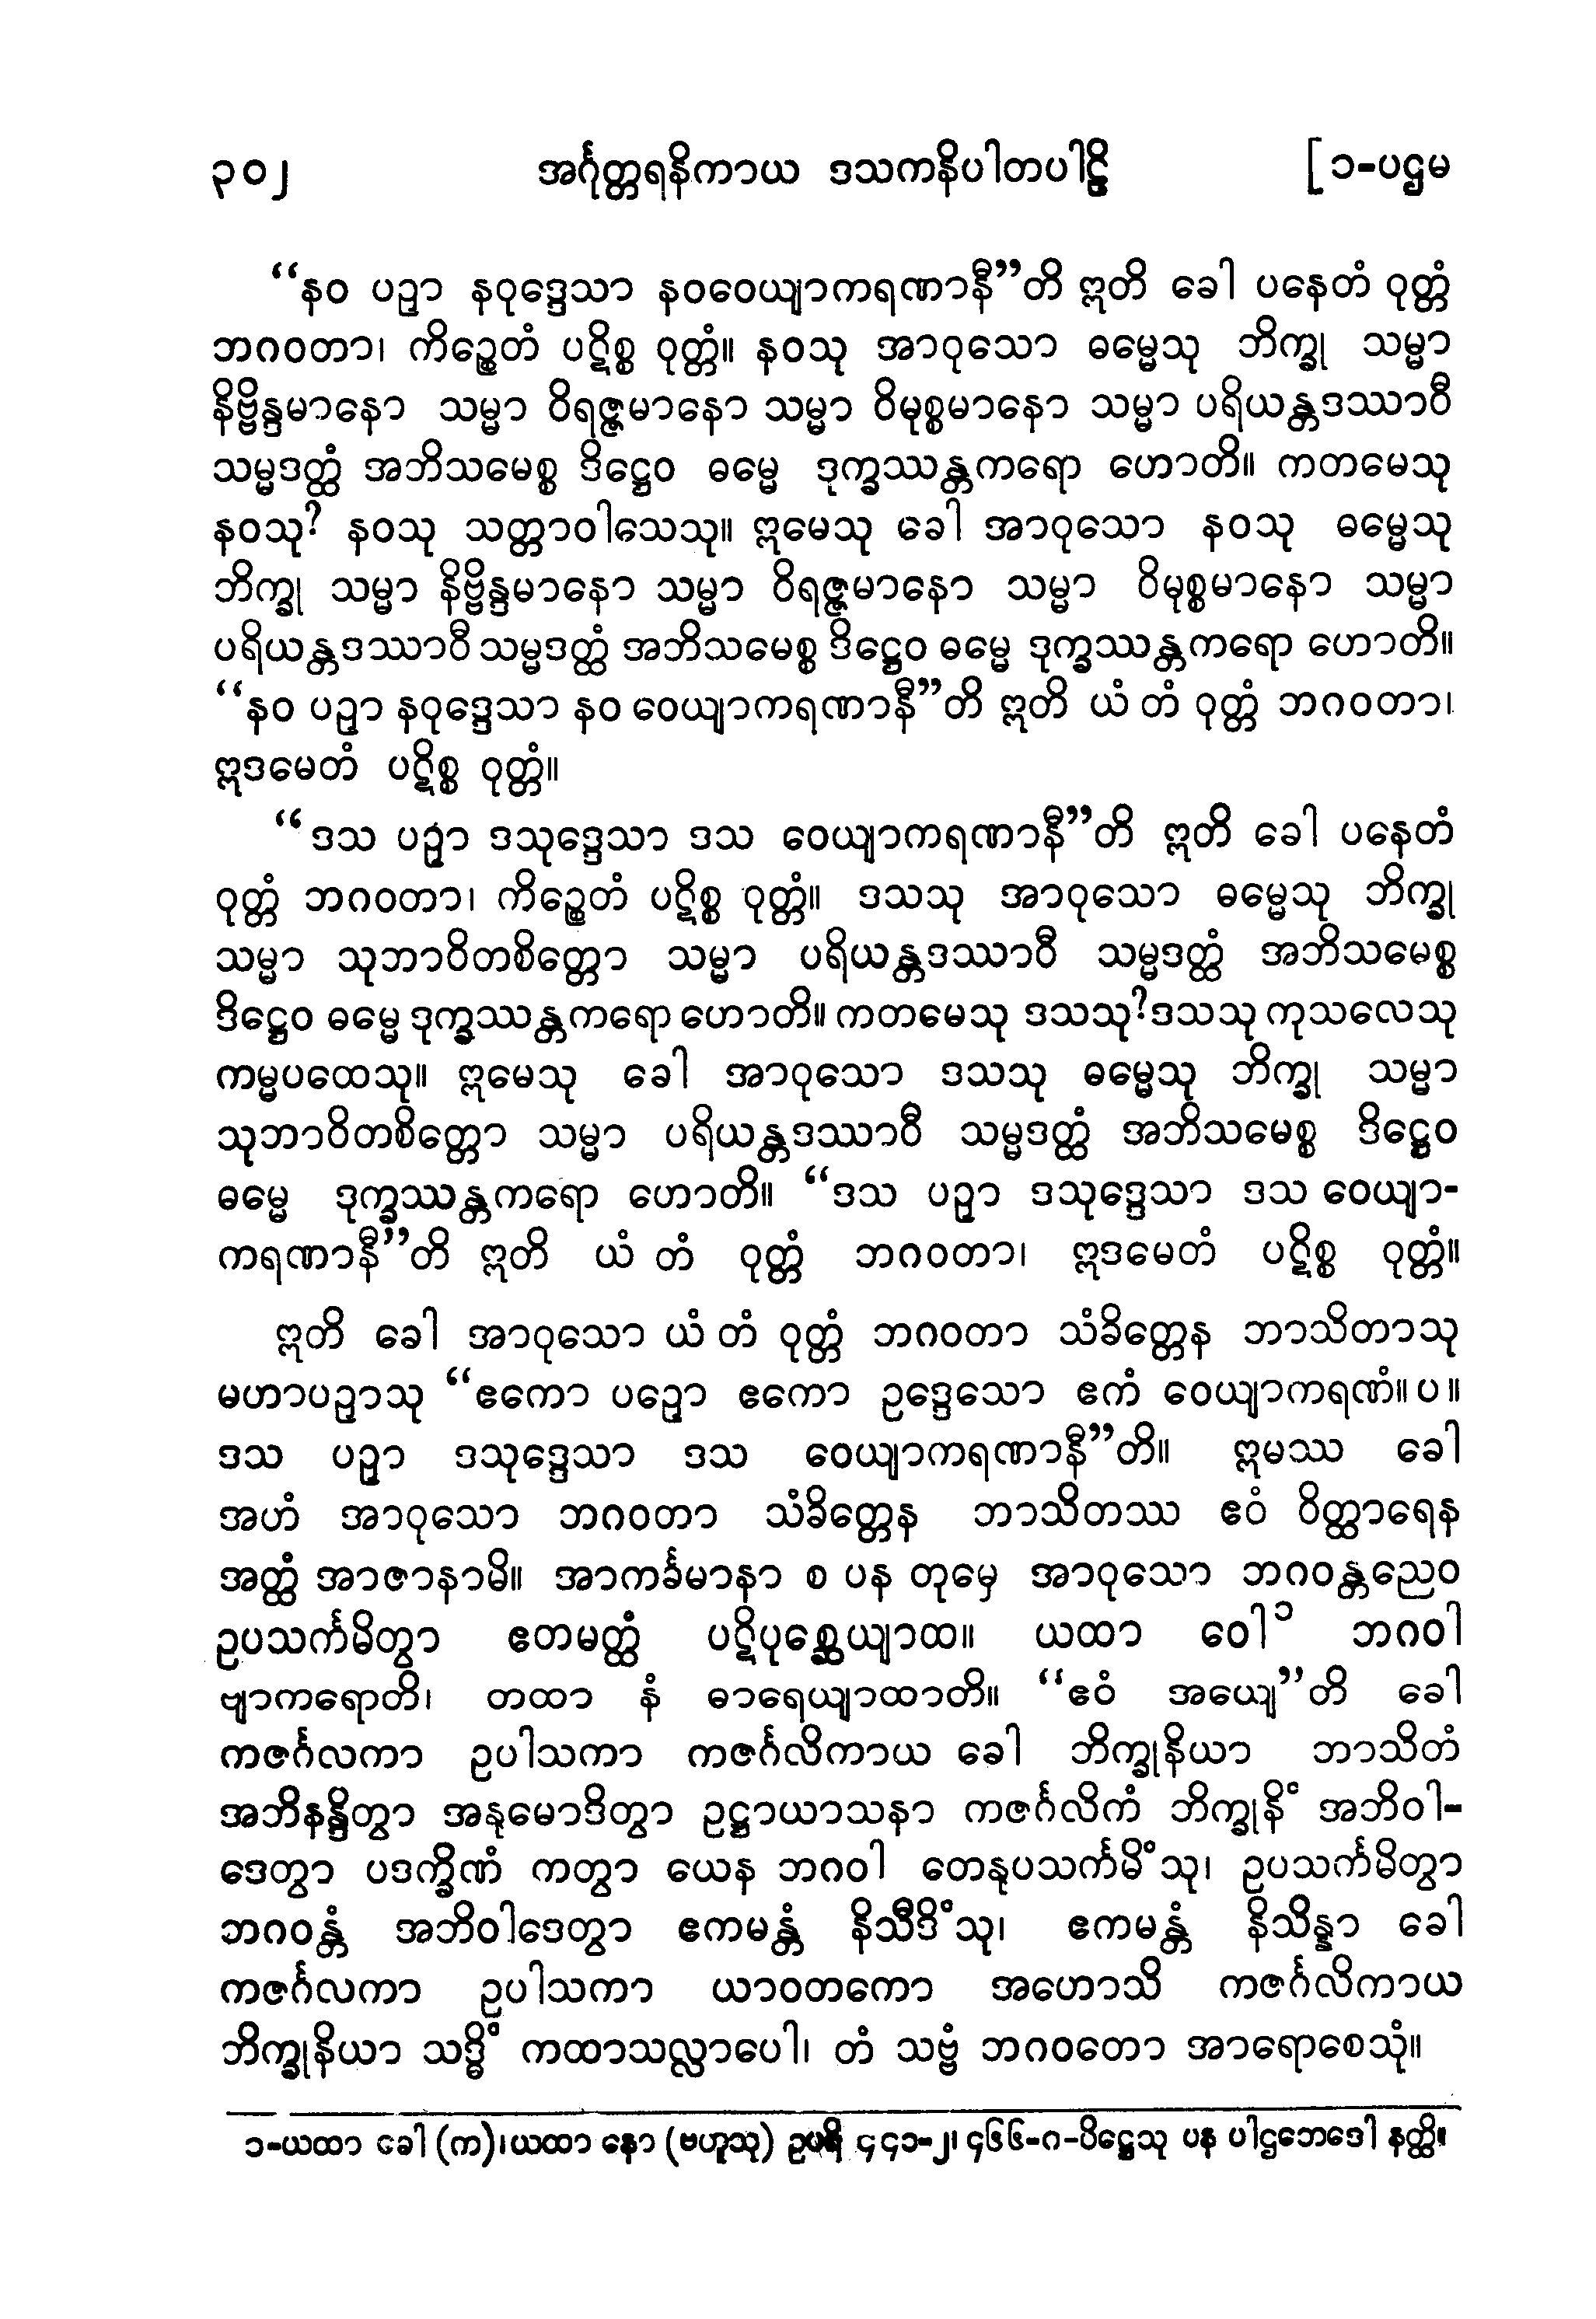 ၃၀၂ အင်္ဂုတ္တရနိကာယ ဒသကနိပါတပါဠိ [ ၁-ပဌမ
“နဝ ပဉှာ နဝုဒ္ဒေသာ နဝဝေယျာကရဏာနီ”တိ ဣတိ ခေါ ပနေတံ ဝုတ္တံ
ဘဂဝတာ၊ ကိဉ္စေတံ ပဋိစ္စ ဝုတ္တံ။ နဝသု အာဝုသော ဓမ္မေသု ဘိက္ခု သမ္မာ
နိဗ္ဗိန္ဒမာနော သမ္မာ ဝိရဇ္ဇမာနော သမ္မာ ဝိမုစ္စမာနော သမ္မာ ပရိယန္တဒဿာဝီ
သမ္မဒတ္ထံ အဘိသမေစ္စ ဒိဋ္ဌေဝ ဓမ္မေ ဒုက္ခဿန္တကရော ဟောတိ။ ကတမေသု
နဝသု? နဝသု သတ္တာဝါသေသု။ ဣမေသု ခေါ အာဝုသော နဝသု ဓမ္မေသု
ဘိက္ခု သမ္မာ နိဗ္ဗိန္ဒမာနော သမ္မာ ဝိရဇ္ဇမာနော သမ္မာ ဝိမုစ္စမာနော သမ္မာ
ပရိယန္တဒဿာဝီ သမ္မဒတ္ထံ အဘိသမေစ္စ ဒိဋ္ဌေဝ ဓမ္မေ ဒုက္ခဿန္တကရော ဟောတိ။
“နဝ ပဉှာ နဝုဒ္ဒေသာ နဝ ဝေယျာကရဏာနီ”တိ ဣတိ ယံ တံ ဝုတ္တံ ဘဂဝတာ၊
ဣဒမေတံ ပဋိစ္စ ဝုတ္တံ။
“ဒသ ပဉှာ ဒသုဒ္ဒေသာ ဒသ ဝေယျာကရဏာနီ”တိ ဣတိ ခေါ ပနေတံ
ဝုတ္တံ ဘဂဝတာ၊ ကိဉ္စေတံ ပဋိစ္စ ဝုတ္တံ။ ဒသသု အာဝုသော ဓမ္မေသု ဘိက္ခု
သမ္မာ သုဘာဝိတစိတ္တော သမ္မာ ပရိယန္တဒဿာဝီ သမ္မဒတ္ထံ အဘိသမေစ္စ
ဒိဋ္ဌေဝ ဓမ္မေ ဒုက္ခဿန္တကရော ဟောတိ။ ကတမေသု ဒသသု?ဒသသု ကုသလေသု
ကမ္မပထေသု။ ဣမေသု ခေါ အာဝုသော ဒသသု ဓမ္မေသု ဘိက္ခု သမ္မာ
သုဘာဝိတစိတ္တော သမ္မာ ပရိယန္တဒဿာဝီ သမ္မဒတ္ထံ အဘိသမေစ္စ ဒိဋ္ဌေဝ
ဓမ္မေ ဒုက္ခဿန္တကရော ဟောတိ။ “ဒသ ပဉှာ ဒသုဒ္ဒေသာ ဒသ ဝေယျာ-
ကရဏာနီ”တိ ဣတိ ယံ တံ ဝုတ္တံ ဘဂဝတာ၊ ဣဒမေတံ ပဋိစ္စ ဝုတ္တံ။
ဣတိ ခေါ အာဝုသော ယံ တံ ဝုတ္တံ ဘဂဝတာ သံခိတ္တေန ဘာသိတာသု
မဟာပဉှာသု “ဧကော ပဉှော ဧကော ဥဒ္ဒေသော ဧကံ ဝေယျာကရဏံ။ ပ ။
ဒသ ပဉှာ ဒသုဒ္ဒေသာ ဒသ ဝေယျာကရဏာနီ”တိ။ ဣမဿ ခေါ
အဟံ အာဝုသော ဘဂဝတာ သံခိတ္တေန ဘာသိတဿ ဧဝံ ဝိတ္ထာရေန
အတ္ထံ အာဇာနာမိ။ အာကင်္ခမာနာ စ ပန တုမှေ အာဝုသော ဘဂဝန္တညေဝ
ဥပသင်္ကမိတွာ ဧတမတ္ထံ ပဋိပုစ္ဆေယျာထ။ ယထာ ဝေါ၁ ဘဂဝါ
ဗျာကရောတိ၊ တထာ နံ ဓာရေယျာထာတိ။ “ဧဝံ အယျေ”တိ ခေါ
ကဇင်္ဂလကာ ဥပါသကာ ကဇင်္ဂလိကာယ ခေါ ဘိက္ခုနိယာ ဘာသိတံ
အဘိနန္ဒိတွာ အနုမောဒိတွာ ဥဋ္ဌာယာသနာ ကဇင်္ဂလိကံ ဘိက္ခုနိံ အဘိဝါ-
ဒေတွာ ပဒက္ခိဏံ ကတွာ ယေန ဘဂဝါ တေနုပသင်္ကမိံသု၊ ဥပသင်္ကမိတွာ
ဘဂဝန္တံ အဘိဝါဒေတွာ ဧကမန္တံ နိသီဒိံသု၊ ဧကမန္တံ နိသိန္နာ ခေါ
ကဇင်္ဂလကာ ဥပါသကာ ယာဝတကော အဟောသိ ကဇင်္ဂလိကာယ
ဘိက္ခုနိယာ သဒ္ဓိံ ကထာသလ္လာပေါ၊ တံ သဗ္ဗံ ဘဂဝတော အာရောစေသုံ။
၁-ယထာ ခေါ (က)၊ယထာ နော (ဗဟူသု) ဥပရိ ၄၄၁-၂၊ ၄၆၆-ဂ-ပိဋ္ဌေသု ပန ပါဌဘေဒေါ နတ္ထိ။